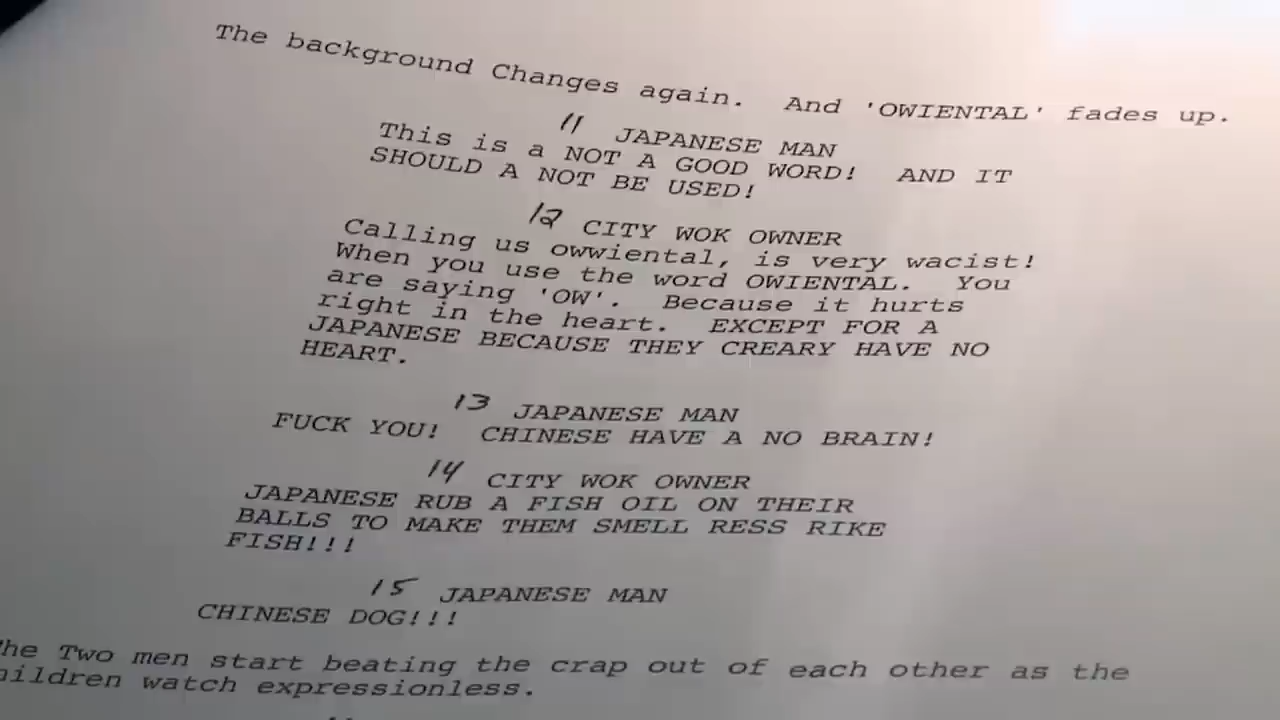 The background Changes again. And 'OWIENTAL' fades up.
11 JAPANESE MAN
This is a NOT A GOOD WORD! AND IT
SHOULD A NOT BE USED!
12 CITY WOK OWNER
Calling us owwiental, is very wacist!
When you use the word OWIENTAL. You
are saying 'OW'. Because it hurts
right in the heart. EXCEPT FOR A
JAPANESE BECAUSE THEY CREARY HAVE NO
HEART.
13 JAPANESE MAN
FUCK YOU! CHINESE HAVE A NO BRAIN!
14 CITY WOK OWNER
JAPANESE RUB A FISH OIL ON THEIR
BALLS TO MAKE THEM SMELL RESS RIKE
FISH!!!
15 JAPANESE MAN
CHINESE DOG!!!
he Two men start beating the crap out of each other as the
ildren watch expressionless.